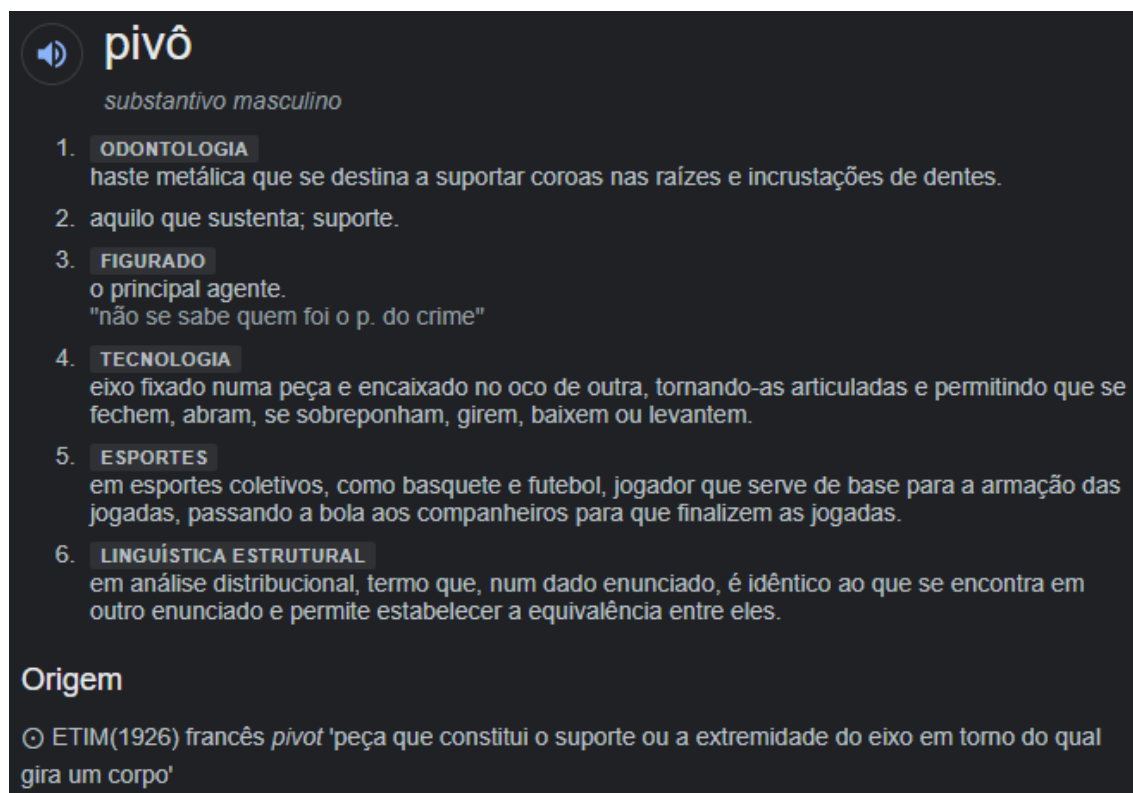 pivô
substantivo masculino
1. ODONTOLOGIA
haste metálica que se destina a suportar coroas nas raízes e incrustações de dentes.
2. aquilo que sustenta; suporte.
3. FIGURADO
o principal agente.
"não se sabe quem foi o p. do crime"
4. TECNOLOGIA
eixo fixado numa peça e encaixado no oco de outra, tornando-as articuladas e permitindo que se
fechem, abram, se sobreponham, girem, baixem ou levantem.
5. ESPORTES
em esportes coletivos, como basquete e futebol, jogador que serve de base para a armação das
jogadas, passando a bola aos companheiros para que finalizem as jogadas.
6. LINGUÍSTICA ESTRUTURAL
em análise distribucional, termo que, num dado enunciado, é idêntico ao que se encontra em
outro enunciado e permite estabelecer a equivalência entre eles.
Origem
⊙ ETIM(1926) francês pivot 'peça que constitui o suporte ou a extremidade do eixo em torno do qual
gira um corpo'